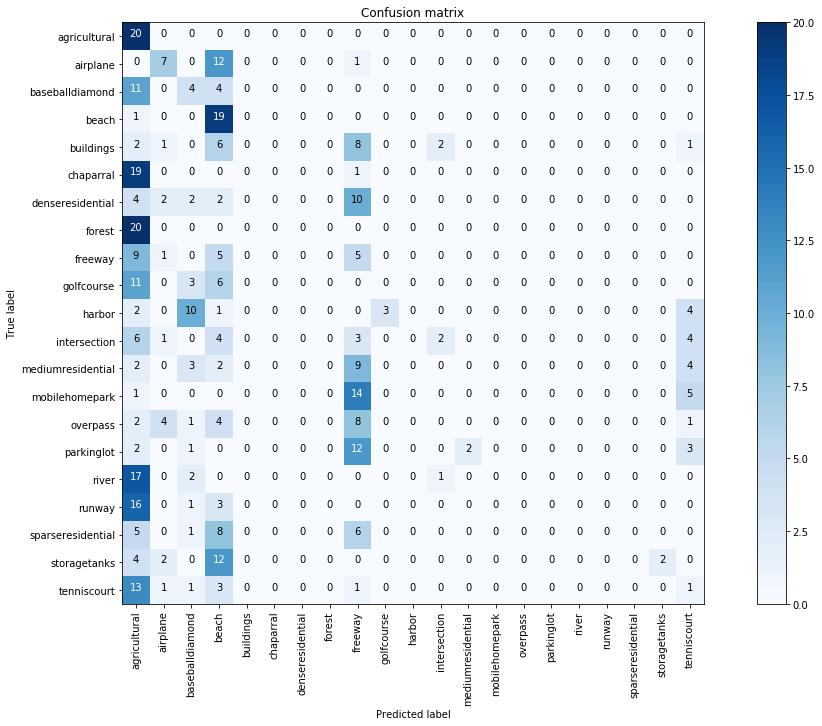 Confusion matrix
agricultural 20 0 0 0 0 0 0 0 0 0 0 0 0 0 0 0 0 0 0 0 0
airplane 0 7 0 12 0 0 0 0 1 0 0 0 0 0 0 0 0 0 0 0 0
baseballdiamond 11 0 4 4 0 0 0 0 0 0 0 0 0 0 0 0 0 0 0 0 0
beach 1 0 0 19 0 0 0 0 0 0 0 0 0 0 0 0 0 0 0 0 0
buildings 2 1 0 6 0 0 0 0 8 0 0 2 0 0 0 0 0 0 0 0 1
chaparral 19 0 0 0 0 0 0 0 1 0 0 0 0 0 0 0 0 0 0 0 0
denseresidential 4 2 2 2 0 0 0 0 10 0 0 0 0 0 0 0 0 0 0 0 0
forest 20 0 0 0 0 0 0 0 0 0 0 0 0 0 0 0 0 0 0 0 0
freeway 9 1 0 5 0 0 0 0 5 0 0 0 0 0 0 0 0 0 0 0 0
golfcourse 11 0 3 6 0 0 0 0 0 0 0 0 0 0 0 0 0 0 0 0 0
harbor 2 0 10 1 0 0 0 0 0 3 0 0 0 0 0 0 0 0 0 0 4
intersection 6 1 0 4 0 0 0 0 3 0 0 2 0 0 0 0 0 0 0 0 4
mediumresidential 2 0 3 2 0 0 0 0 9 0 0 0 0 0 0 0 0 0 0 0 4
mobilehomepark 1 0 0 0 0 0 0 0 14 0 0 0 0 0 0 0 0 0 0 0 5
overpass 2 4 1 4 0 0 0 0 8 0 0 0 0 0 0 0 0 0 0 0 1
parkinglot 2 0 1 0 0 0 0 0 12 0 0 0 2 0 0 0 0 0 0 0 3
river 17 0 2 0 0 0 0 0 0 0 0 1 0 0 0 0 0 0 0 0 0
runway 16 0 1 3 0 0 0 0 0 0 0 0 0 0 0 0 0 0 0 0 0
sparseresidential 5 0 1 8 0 0 0 0 6 0 0 0 0 0 0 0 0 0 0 0 0
storagetanks 4 2 0 12 0 0 0 0 0 0 0 0 0 0 0 0 0 0 0 2 0
tenniscourt 13 1 1 3 0 0 0 0 1 0 0 0 0 0 0 0 0 0 0 0 1
True label
agricultural
airplane
baseballdiamond
beach
buildings
chaparral
denseresidential
forest
freeway
golfcourse
harbor
intersection
mediumresidential
mobilehomepark
overpass
parkinglot
river
runway
sparseresidential
storagetanks
tenniscourt
Predicted label
20.0
17.5
15.0
12.5
10.0
7.5
5.0
2.5
0.0